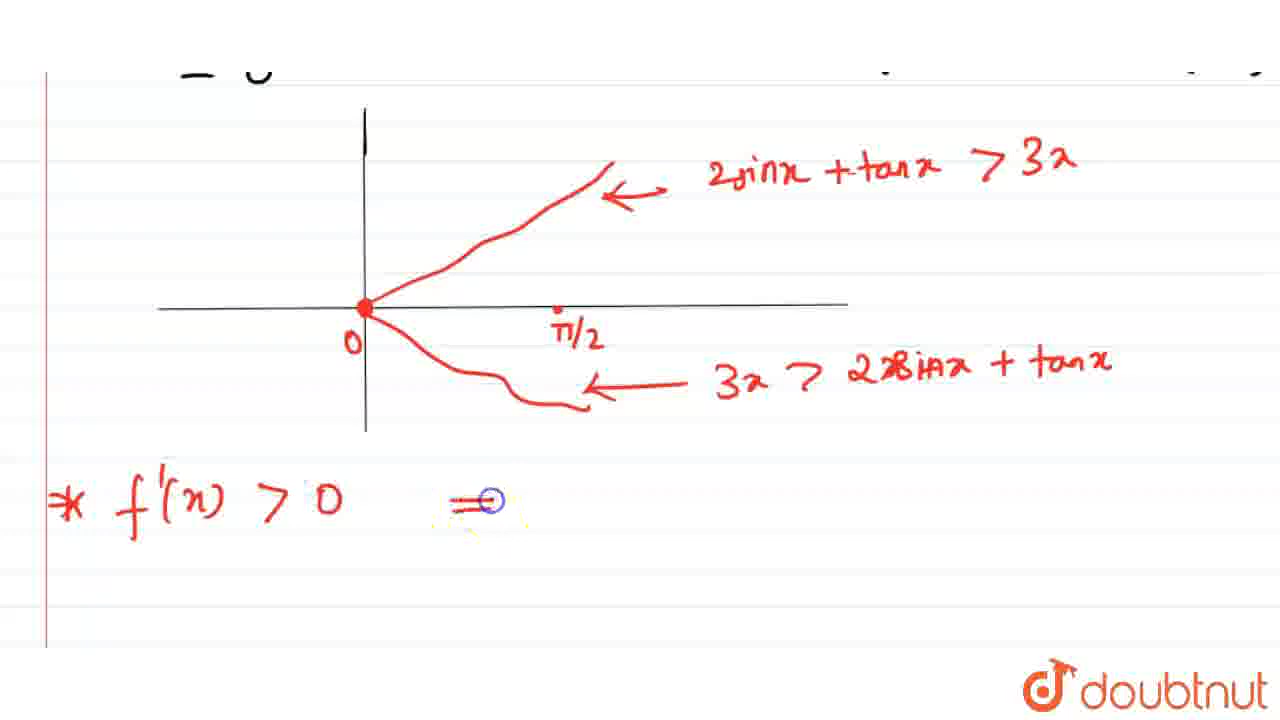 2sinx + tanx > 3x
0
π/2
3x > 2sinx + tanx
⇒ f'(x) > 0 =
doubtnut